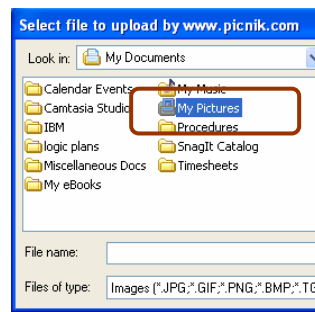 Select file to upload by www.picnik.com
Look in: My Documents
Calendar Events My Music
Camtasia Studio My Pictures
IBM Procedures
logic plans SnagIt Catalog
Miscellaneous Docs Timesheets
My eBooks
File name:
Files of type: Images (*.JPG;*.GIF;*.PNG;*.BMP;*.TG